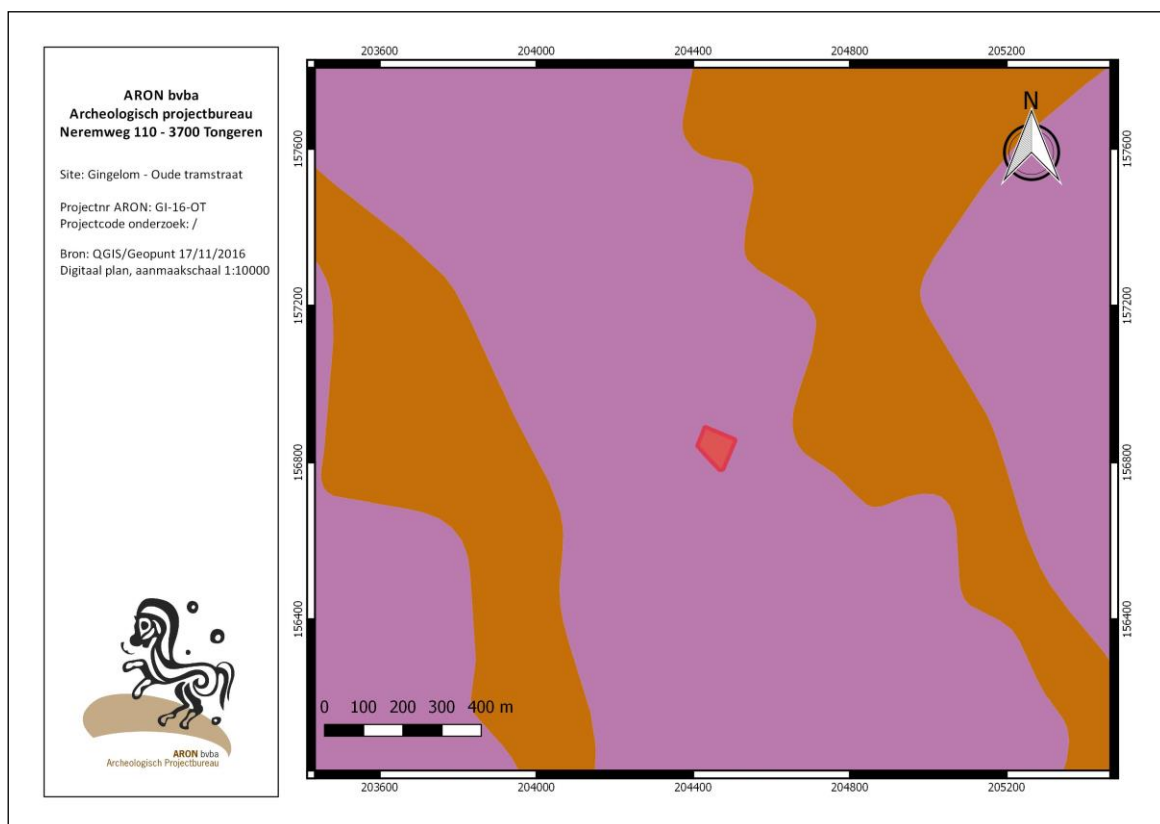 ARON bvba
Archeologisch projectbureau
Neremweg 110 - 3700 Tongeren
Site: Gingelom - Oude tramstraat
Projectnr ARON: GI-16-OT
Projectcode onderzoek: /
Bron: QGIS/Geopunt 17/11/2016
Digitaal plan, aanmaakschaal 1:10000
ARON bvba
Archeologisch Projectbureau
203600 204000 204400 204800 205200
N
157600 157600
157200 157200
156800 156800
156400 156400
0 100 200 300 400 m
203600 204000 204400 204800 205200